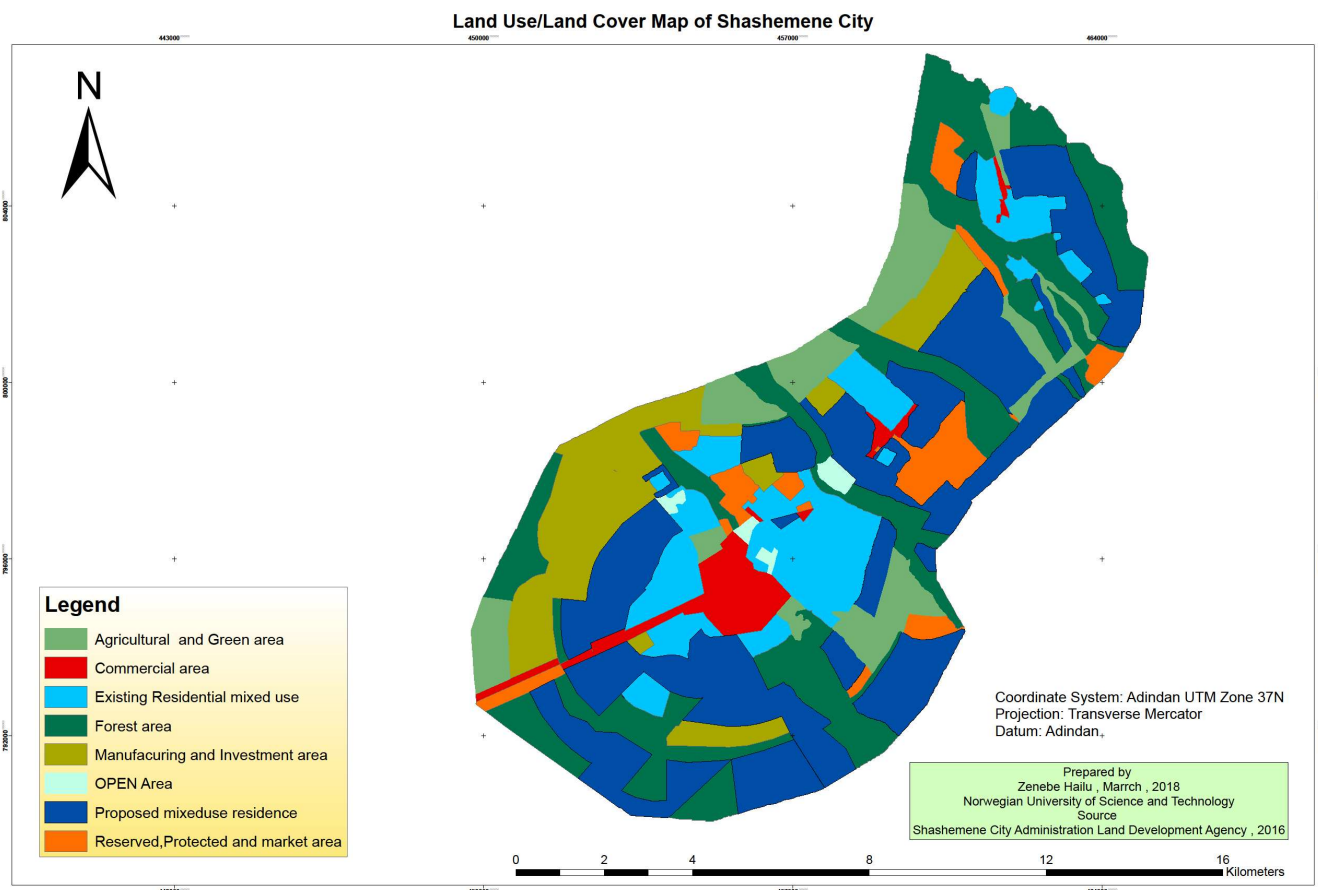 Land Use/Land Cover Map of Shashemene City
443000 450000 457000 464000
N
804000
800000
796000
792000
Legend
Agricultural and Green area
Commercial area
Existing Residential mixed use
Forest area
Manufacuring and Investment area
OPEN Area
Proposed mixeduse residence
Reserved,Protected and market area
Coordinate System: Adindan UTM Zone 37N
Projection: Transverse Mercator
Datum: Adindan
Prepared by
Zenebe Hailu , Marrch , 2018
Norwegian University of Science and Technology
Source
Shashemene City Administration Land Development Agency , 2016
0 2 4 8 12 16
Kilometers